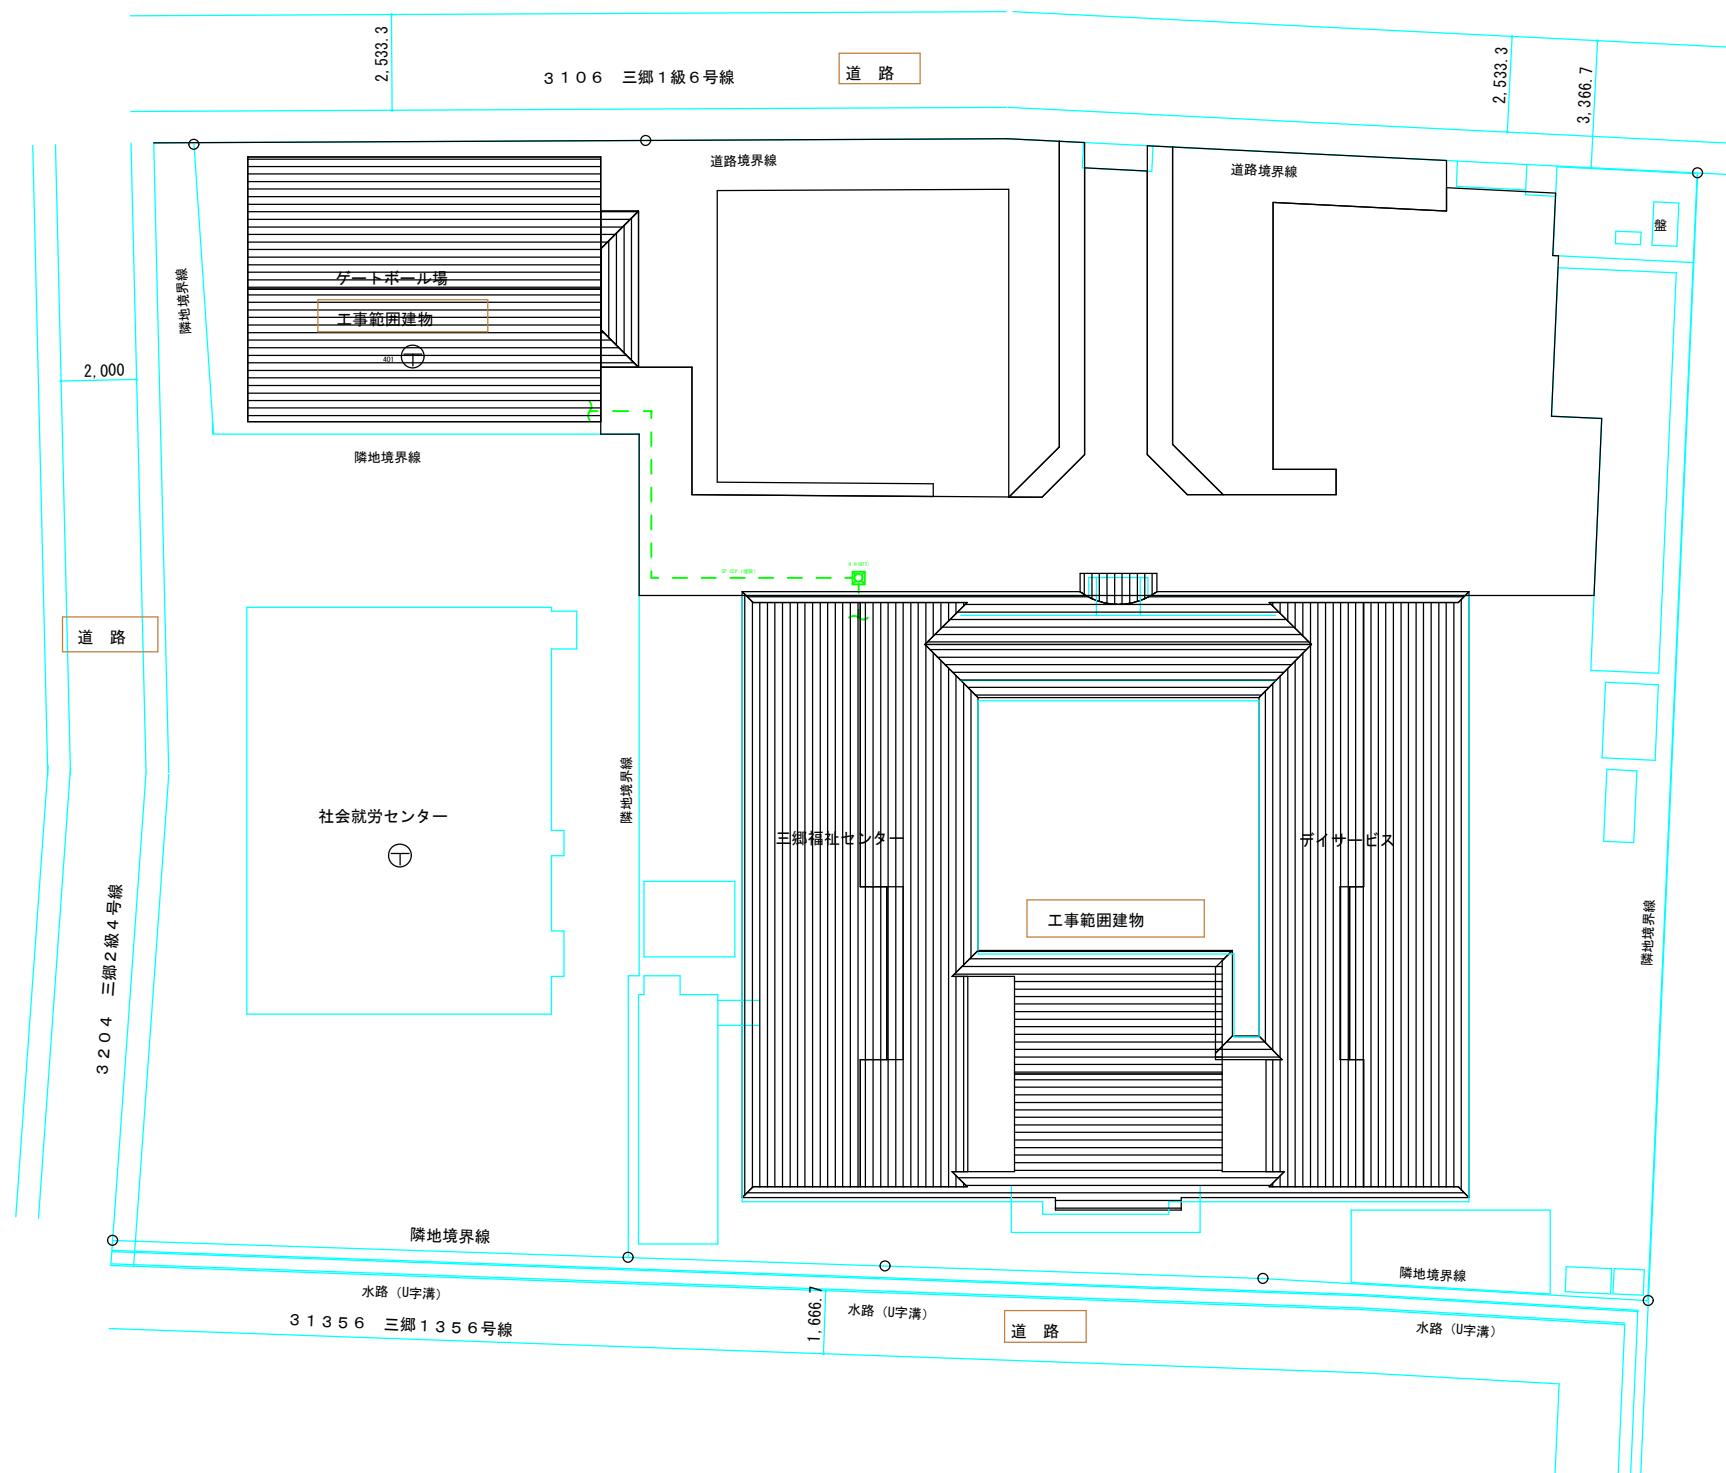 2,533.3
3106 三郷1級6号線
道 路
2,533.3
3,366.7
道路境界線
道路境界線
盤
隣地境界線
ゲートボール場
工事範囲建物
401
2,000
隣地境界線
道 路
隣地境界線
社会就労センター
三郷福祉センター
デイサービス
工事範囲建物
隣地境界線
3204 三郷2級4号線
隣地境界線
隣地境界線
水路（U字溝）
水路（U字溝）
水路（U字溝）
1,666.7
31356 三郷1356号線
道 路